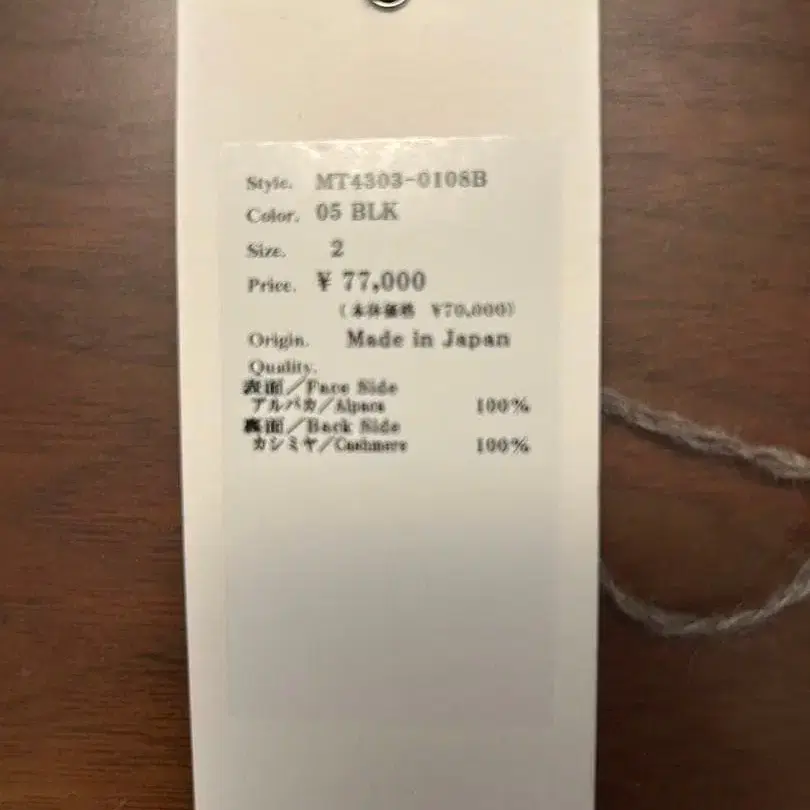 Style. MT4303-0108B
Color. 05 BLK
Size. 2
Price. ¥ 77,000
(本体価格 ¥70,000)
Origin. Made in Japan
Quality.
表面/Face Side
アルパカ/Alpaca 100%
裏面/Back Side
カシミヤ/Cashmere 100%